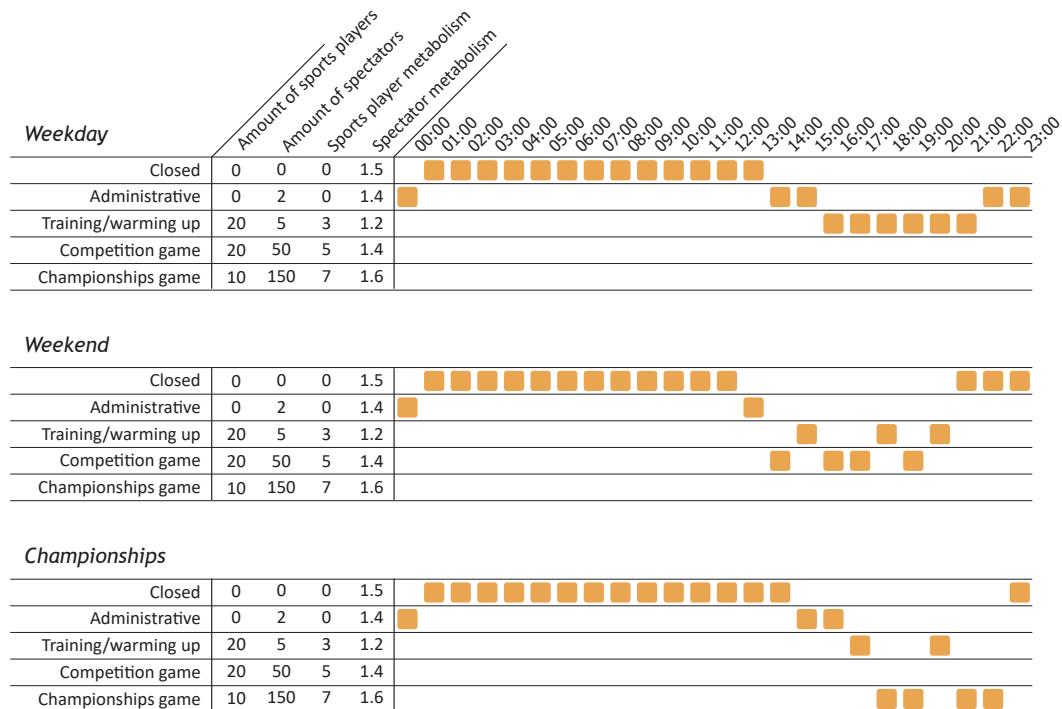 Amount of sports players
Amount of spectators
Sports player metabolism
Spectator metabolism
Weekday 00:00 01:00 02:00 03:00 04:00 05:00 06:00 07:00 08:00 09:00 10:00 11:00 12:00 13:00 14:00 15:00 16:00 17:00 18:00 19:00 20:00 21:00 22:00 23:00
Closed 0 0 0 1.5
Administrative 0 2 0 1.4
Training/warming up 20 5 3 1.2
Competition game 20 50 5 1.4
Championships game 10 150 7 1.6
Weekend
Closed 0 0 0 1.5
Administrative 0 2 0 1.4
Training/warming up 20 5 3 1.2
Competition game 20 50 5 1.4
Championships game 10 150 7 1.6
Championships
Closed 0 0 0 1.5
Administrative 0 2 0 1.4
Training/warming up 20 5 3 1.2
Competition game 20 50 5 1.4
Championships game 10 150 7 1.6